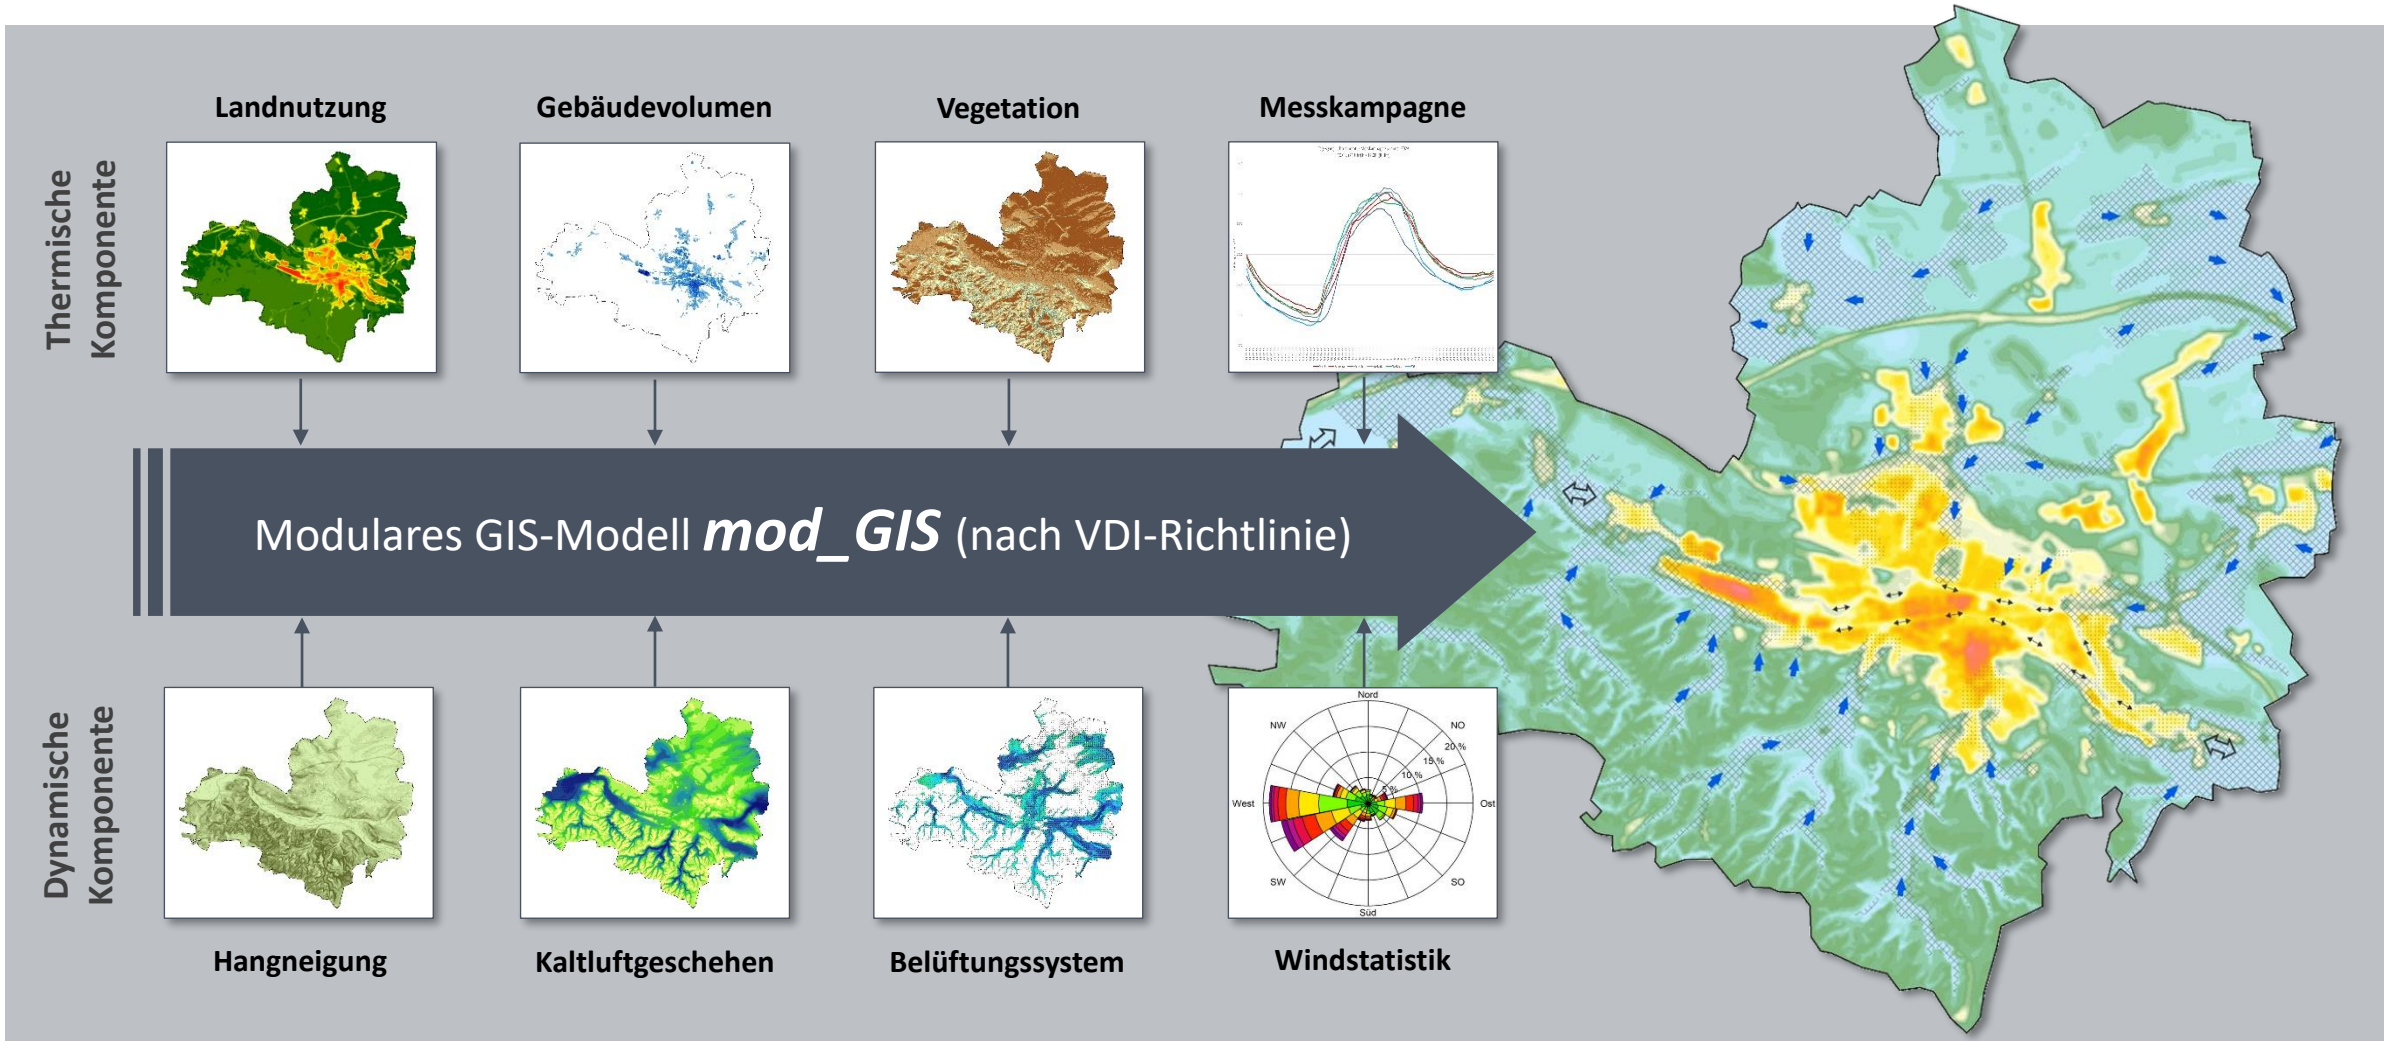 Landnutzung
Gebäudevolumen
Vegetation
Messkampagne
Thermische
Komponente
Modulares GIS-Modell mod_GIS (nach VDI-Richtlinie)
Dynamische
Komponente
Nord
NW
NO
20 %
15 %
10 %
5 %
West
Ost
SW
SO
Süd
Hangneigung
Kaltluftgeschehen
Belüftungssystem
Windstatistik